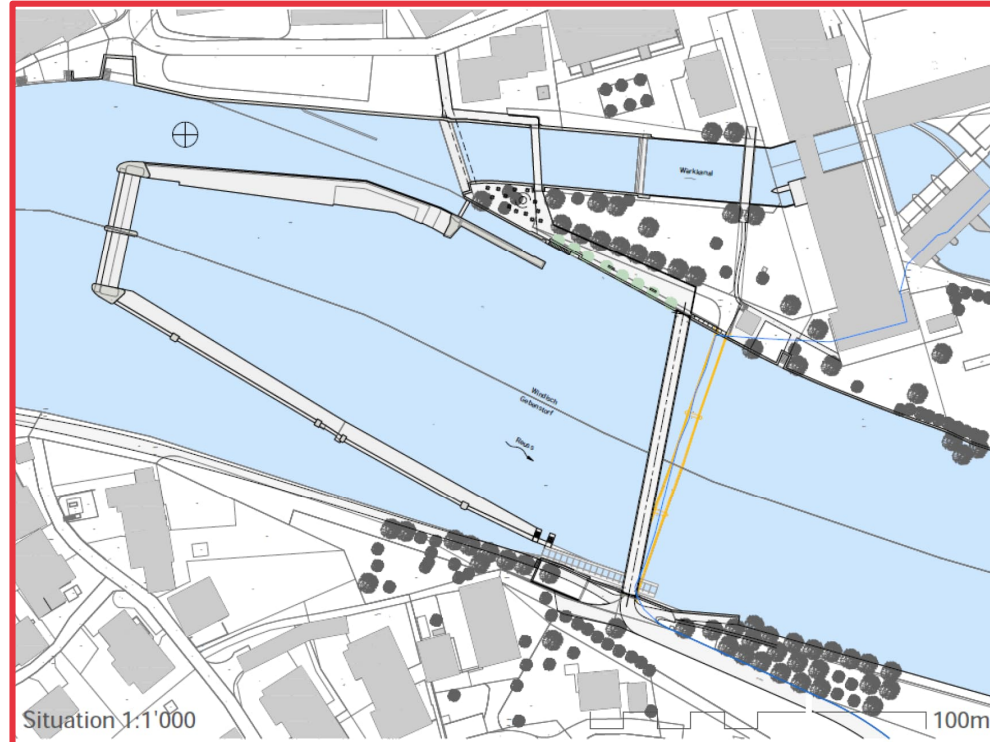 Werkkanal
Windisch
Gebenstorf
Reuss
Situation 1:1'000
100m